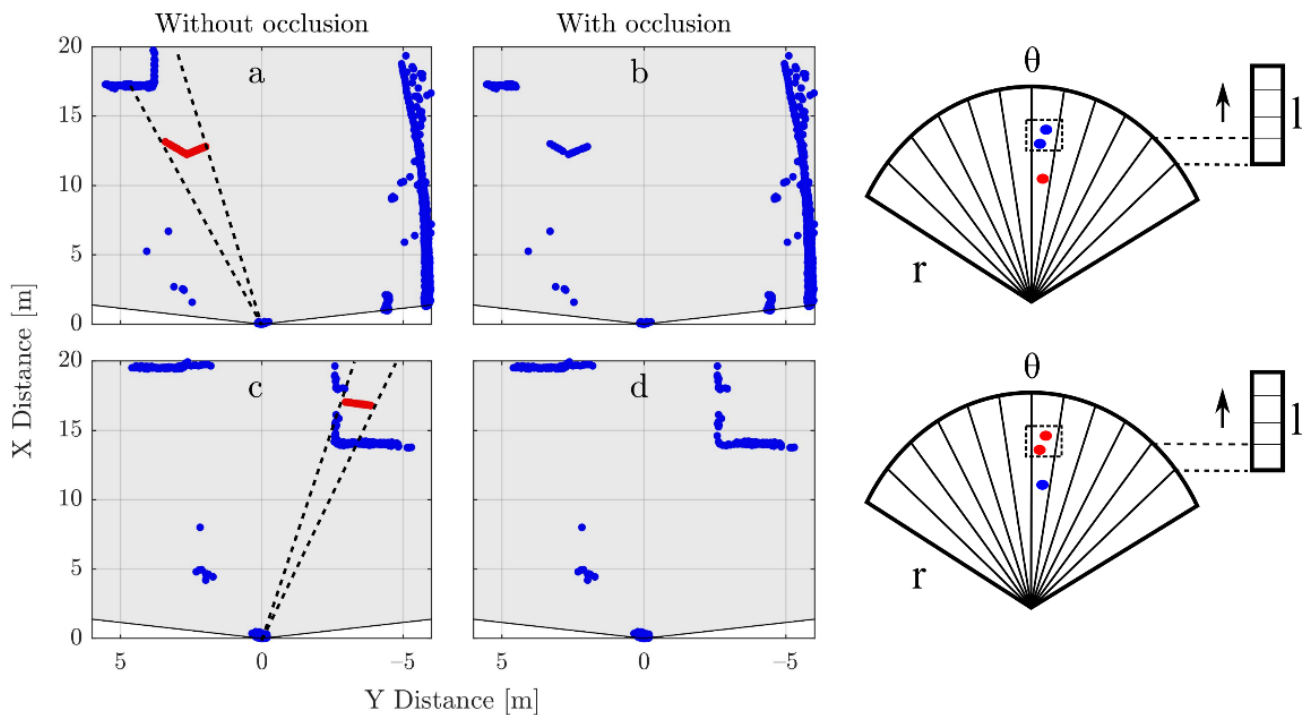 Without occlusion
With occlusion
20
15
10
5
0
a
b
θ
r
l
20
15
10
5
0
c
d
θ
r
l
5
0
−5
5
0
−5
X Distance [m]
Y Distance [m]